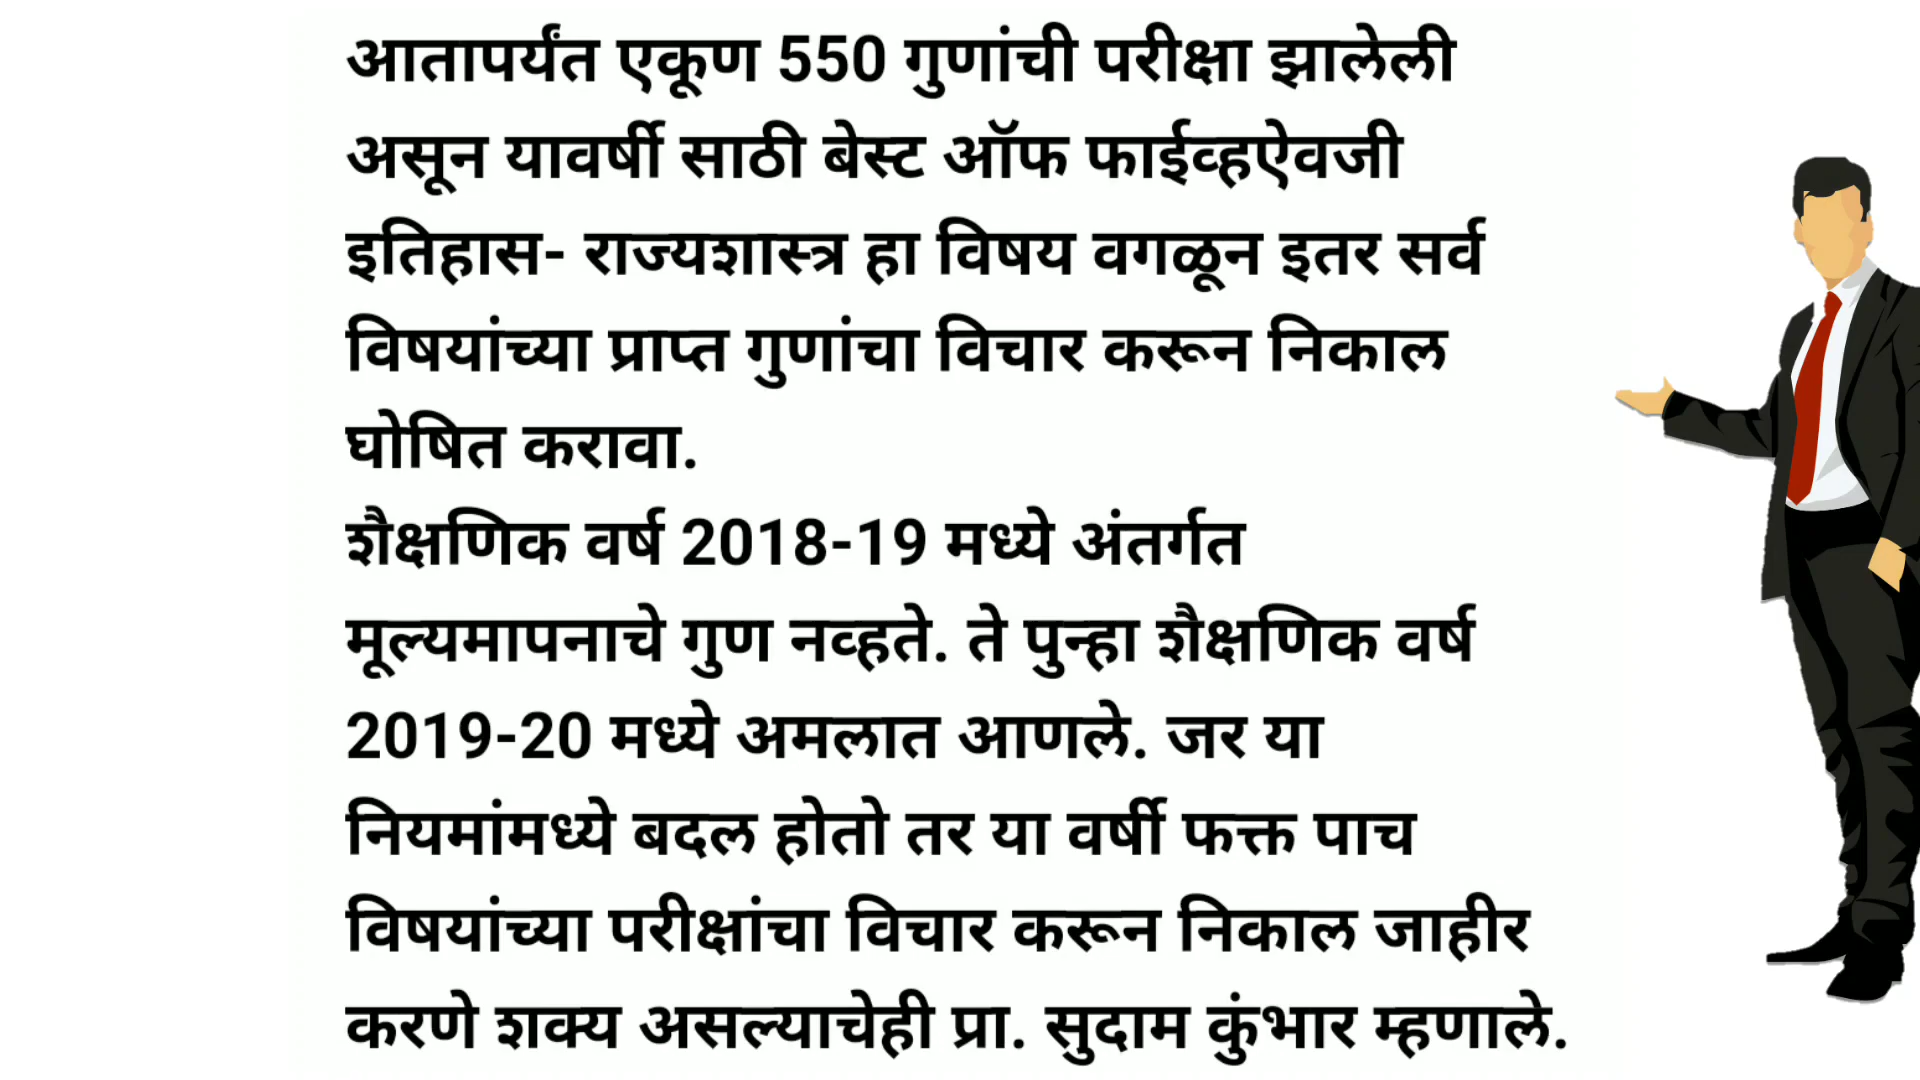 आतापर्यंत एकूण 550 गुणांची परीक्षा झालेली
असून यावर्षी साठी बेस्ट ऑफ फाईव्हऐवजी
इतिहास- राज्यशास्त्र हा विषय वगळून इतर सर्व
विषयांच्या प्राप्त गुणांचा विचार करून निकाल
घोषित करावा.
शैक्षणिक वर्ष 2018-19 मध्ये अंतर्गत
मूल्यमापनाचे गुण नव्हते. ते पुन्हा शैक्षणिक वर्ष
2019-20 मध्ये अमलात आणले. जर या
नियमांमध्ये बदल होतो तर या वर्षी फक्त पाच
विषयांच्या परीक्षांचा विचार करून निकाल जाहीर
करणे शक्य असल्याचेही प्रा. सुदाम कुंभार म्हणाले.